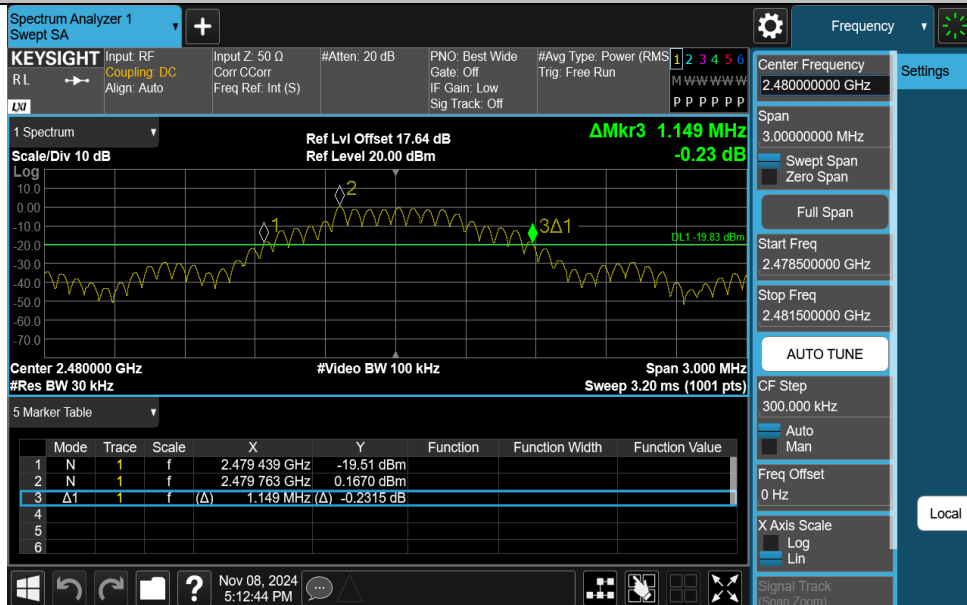 Spectrum Analyzer 1
Swept SA
+
Frequency
KEYSIGHT
RL
LXI
Input: RF
Coupling: DC
Align: Auto
Input Z: 50 Ω
Corr CCorr
Freq Ref: Int (S)
#Atten: 20 dB
PNO: Best Wide
Gate: Off
IF Gain: Low
Sig Track: Off
#Avg Type: Power (RMS
Trig: Free Run
1 2 3 4 5 6
M W W W W W
P P P P P P
1 Spectrum
Scale/Div 10 dB
Ref Lvl Offset 17.64 dB
Ref Level 20.00 dBm
ΔMkr3 1.149 MHz
-0.23 dB
Log
10.0
0.00
-10.0
-20.0
-30.0
-40.0
-50.0
-60.0
-70.0
1
2
3Δ1
DL1 -19.83 dBm
Center 2.480000 GHz
#Res BW 30 kHz
#Video BW 100 kHz
Span 3.000 MHz
Sweep 3.20 ms (1001 pts)
5 Marker Table
Mode Trace Scale X Y Function Function Width Function Value
1 N 1 f 2.479 439 GHz -19.51 dBm
2 N 1 f 2.479 763 GHz 0.1670 dBm
3 Δ1 1 f (Δ) 1.149 MHz (Δ) -0.2315 dB
4
5
6
?
Nov 08, 2024
5:12:44 PM
Center Frequency
2.480000000 GHz
Span
3.00000000 MHz
Swept Span
Zero Span
Full Span
Start Freq
2.478500000 GHz
Stop Freq
2.481500000 GHz
AUTO TUNE
CF Step
300.000 kHz
Auto
Man
Freq Offset
0 Hz
X Axis Scale
Log
Lin
Signal Track
(Span Zoom)
Settings
Local